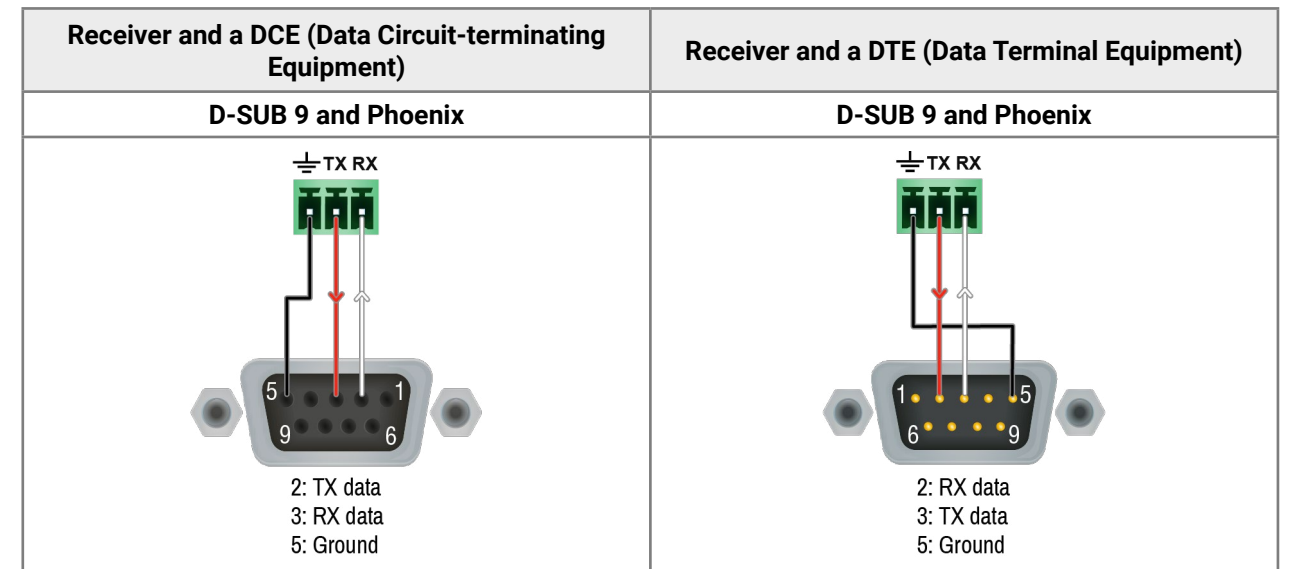 Receiver and a DCE (Data Circuit-terminating
Equipment)
Receiver and a DTE (Data Terminal Equipment)
D-SUB 9 and Phoenix
D-SUB 9 and Phoenix
TX RX
5 1
9 6
2: TX data
3: RX data
5: Ground
TX RX
1 5
6 9
2: RX data
3: TX data
5: Ground